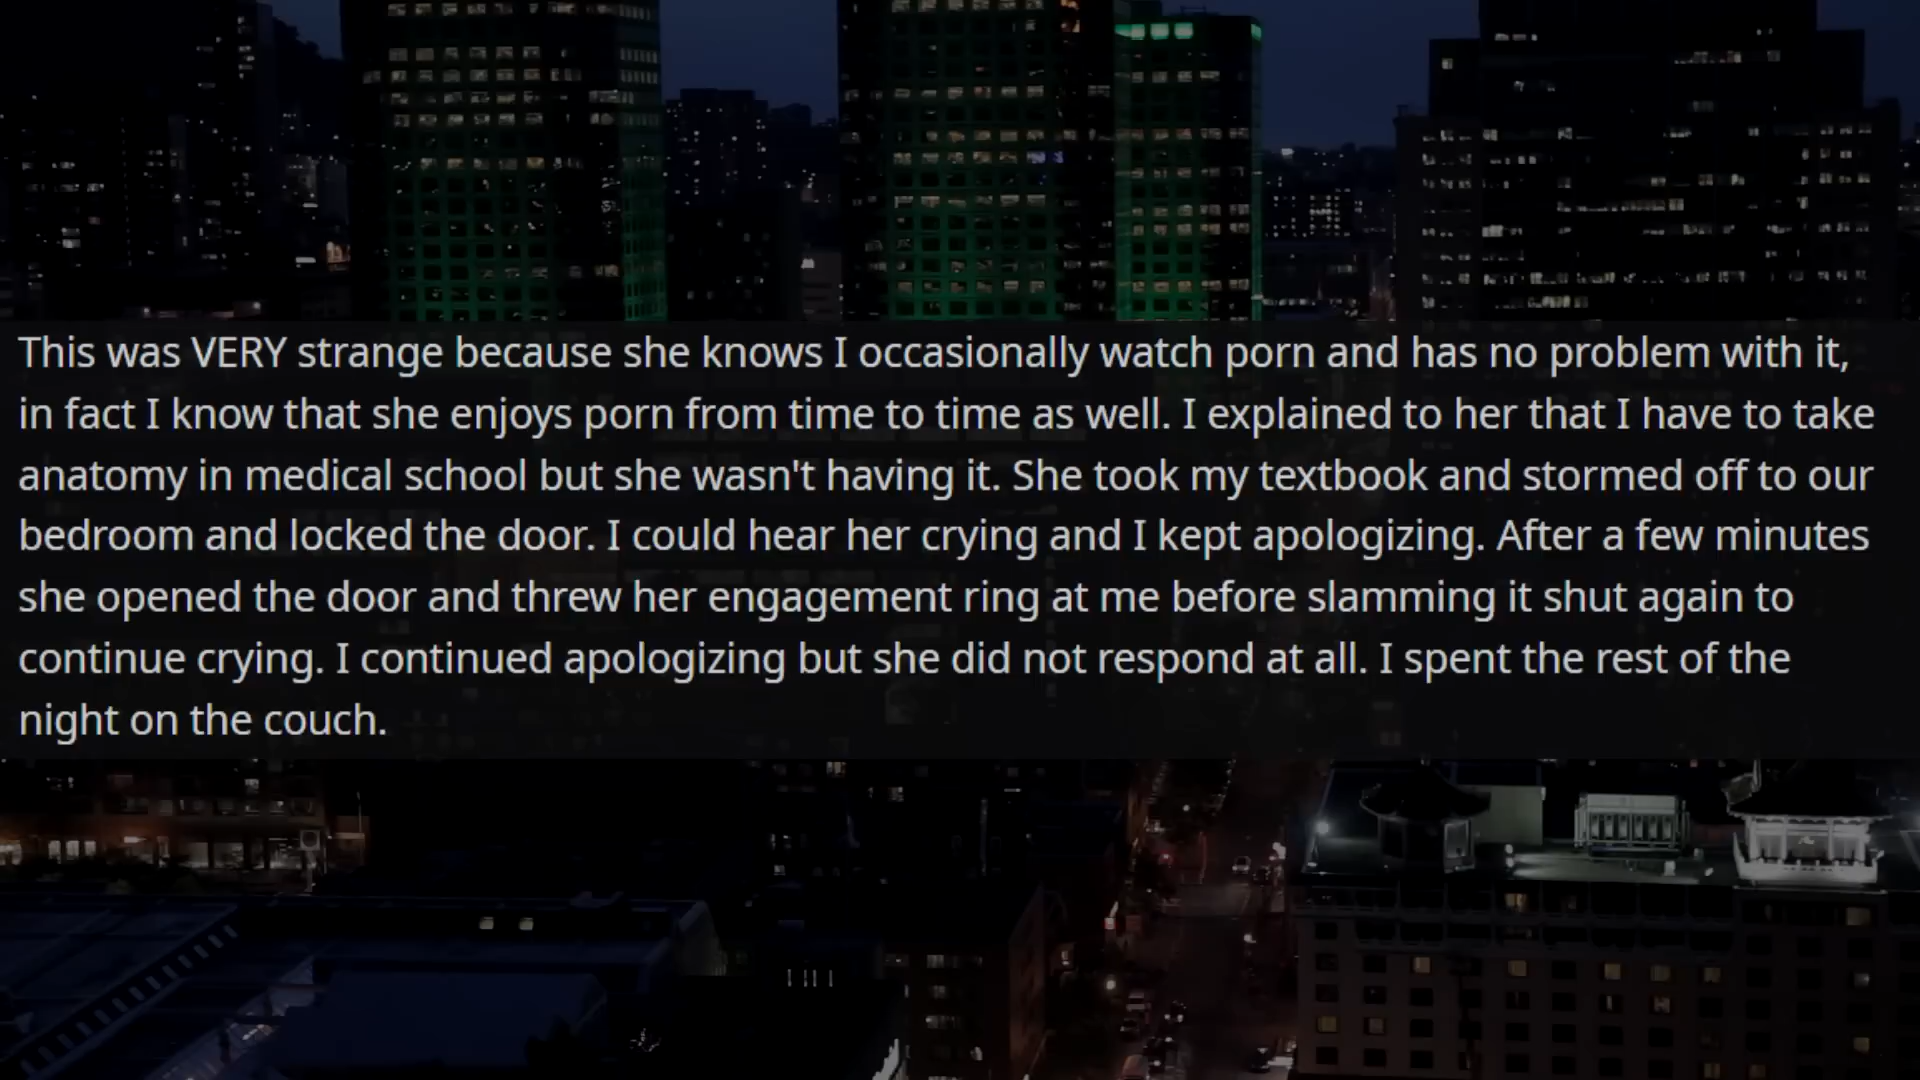 This was VERY strange because she knows I occasionally watch porn and has no problem with it,
in fact I know that she enjoys porn from time to time as well. I explained to her that I have to take
anatomy in medical school but she wasn't having it. She took my textbook and stormed off to our
bedroom and locked the door. I could hear her crying and I kept apologizing. After a few minutes
she opened the door and threw her engagement ring at me before slamming it shut again to
continue crying. I continued apologizing but she did not respond at all. I spent the rest of the
night on the couch.